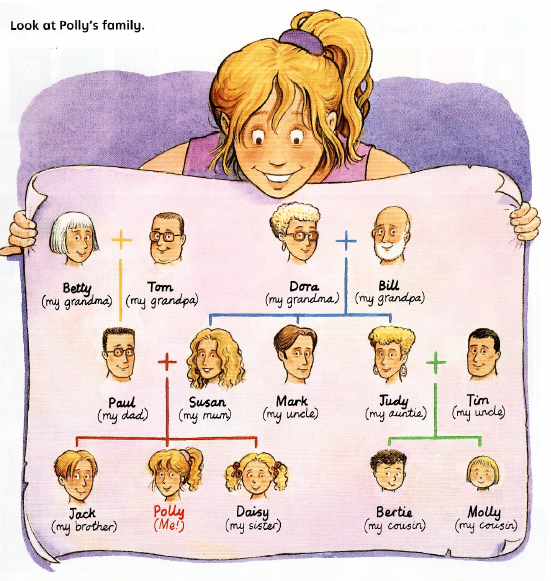 Look at Polly's family.
Betty Tom Dora Bill
(my grandma) (my grandpa) (my grandma) (my grandpa)
Paul Susan Mark Judy Tim
(my dad) (my mum) (my uncle) (my auntie) (my uncle)
Jack Polly Daisy Bertie Molly
(my brother) (Me!) (my sister) (my cousin) (my cousin)